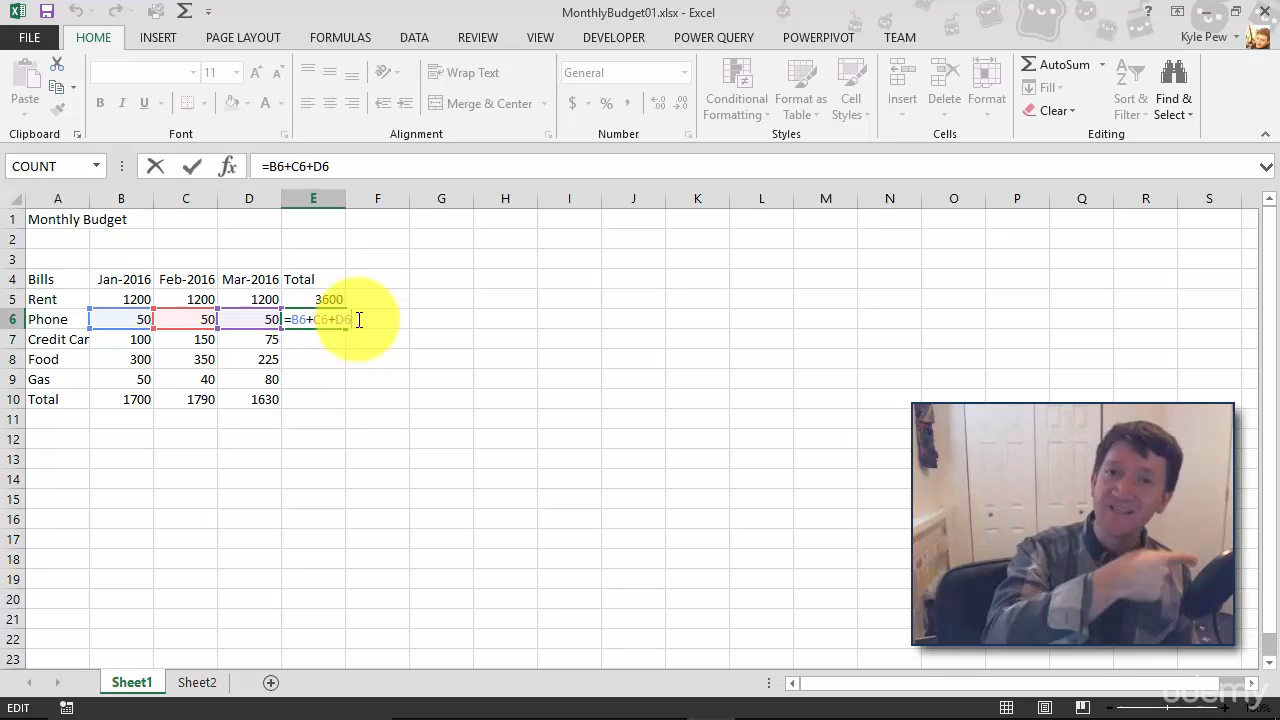 MonthlyBudget01.xlsx - Excel
FILE HOME INSERT PAGE LAYOUT FORMULAS DATA REVIEW VIEW DEVELOPER POWER QUERY POWERPIVOT TEAM Kyle Pew
Paste
11
B I U
Wrap Text
Merge & Center
General
$ % ,
Conditional Formatting
Format as Table
Cell Styles
Insert
Delete
Format
AutoSum
Fill
Clear
Sort & Filter
Find & Select
Clipboard Font Alignment Number Styles Cells Editing
COUNT fx =B6+C6+D6
A B C D E F G H I J K L M N O P Q R S
1 Monthly Budget
2
3
4 Bills Jan-2016 Feb-2016 Mar-2016 Total
5 Rent 1200 1200 1200 3600
6 Phone 50 50 50 =B6+C6+D6
7 Credit Car 100 150 75
8 Food 300 350 225
9 Gas 50 40 80
10 Total 1700 1790 1630
11
12
13
14
15
16
17
18
19
20
21
22
23
Sheet1 Sheet2
EDIT
udemy